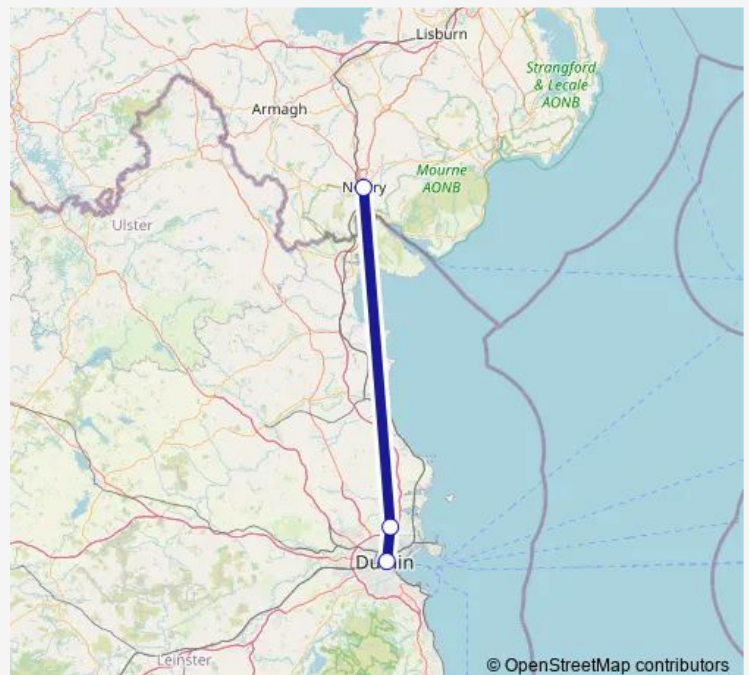 Lisburn
Strangford
& Lecale
AONB
Armagh
Mourne
AONB
Ulster
Leinster
© OpenStreetMap contributors